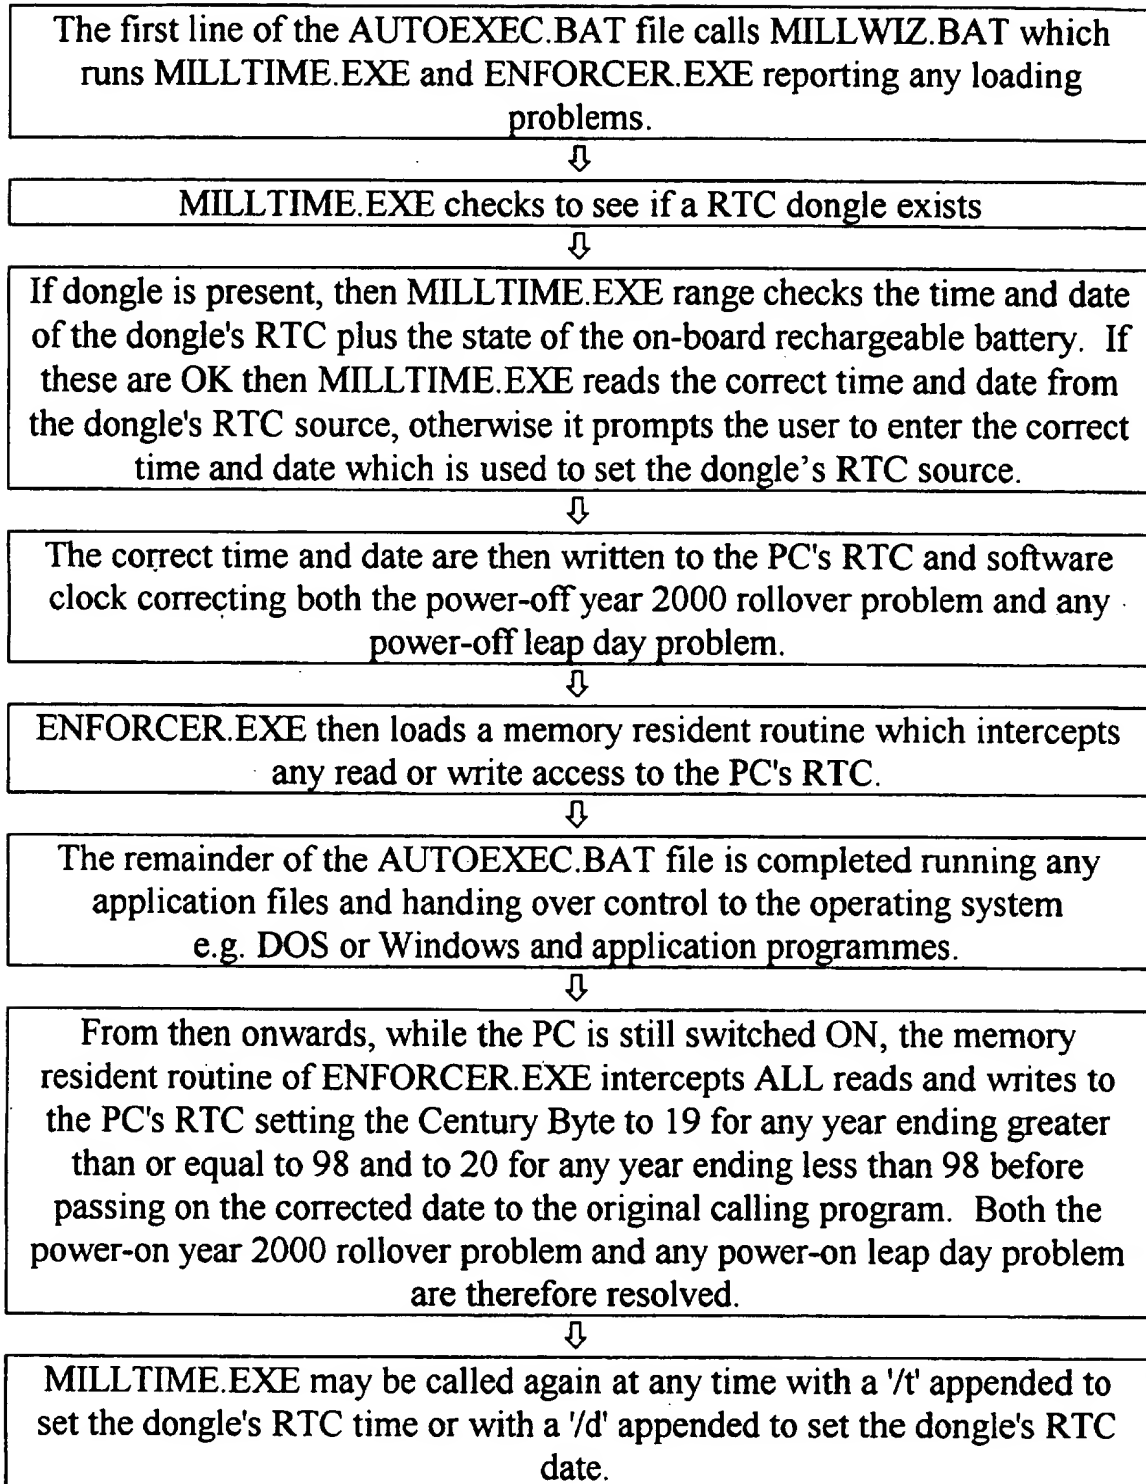 The first line of the AUTOEXEC.BAT file calls MILLWIZ.BAT which
runs MILLTIME.EXE and ENFORCER.EXE reporting any loading
problems.
⇩
MILLTIME.EXE checks to see if a RTC dongle exists
⇩
If dongle is present, then MILLTIME.EXE range checks the time and date
of the dongle's RTC plus the state of the on-board rechargeable battery. If
these are OK then MILLTIME.EXE reads the correct time and date from
the dongle's RTC source, otherwise it prompts the user to enter the correct
time and date which is used to set the dongle's RTC source.
⇩
The correct time and date are then written to the PC's RTC and software
clock correcting both the power-off year 2000 rollover problem and any
power-off leap day problem.
⇩
ENFORCER.EXE then loads a memory resident routine which intercepts
any read or write access to the PC's RTC.
⇩
The remainder of the AUTOEXEC.BAT file is completed running any
application files and handing over control to the operating system
e.g. DOS or Windows and application programmes.
⇩
From then onwards, while the PC is still switched ON, the memory
resident routine of ENFORCER.EXE intercepts ALL reads and writes to
the PC's RTC setting the Century Byte to 19 for any year ending greater
than or equal to 98 and to 20 for any year ending less than 98 before
passing on the corrected date to the original calling program. Both the
power-on year 2000 rollover problem and any power-on leap day problem
are therefore resolved.
⇩
MILLTIME.EXE may be called again at any time with a '/t' appended to
set the dongle's RTC time or with a '/d' appended to set the dongle's RTC
date.